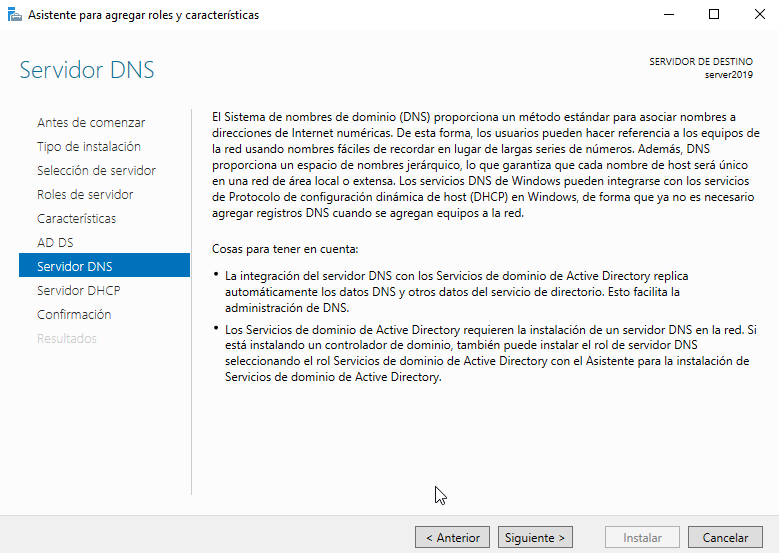 Asistente para agregar roles y características
Servidor DNS
SERVIDOR DE DESTINO
server2019
Antes de comenzar
Tipo de instalación
Selección de servidor
Roles de servidor
Características
AD DS
Servidor DNS
Servidor DHCP
Confirmación
Resultados
El Sistema de nombres de dominio (DNS) proporciona un método estándar para asociar nombres a
direcciones de Internet numéricas. De esta forma, los usuarios pueden hacer referencia a los equipos de
la red usando nombres fáciles de recordar en lugar de largas series de números. Además, DNS
proporciona un espacio de nombres jerárquico, lo que garantiza que cada nombre de host será único
en una red de área local o extensa. Los servicios DNS de Windows pueden integrarse con los servicios
de Protocolo de configuración dinámica de host (DHCP) en Windows, de forma que ya no es necesario
agregar registros DNS cuando se agregan equipos a la red.
Cosas para tener en cuenta:
• La integración del servidor DNS con los Servicios de dominio de Active Directory replica
automáticamente los datos DNS y otros datos del servicio de directorio. Esto facilita la
administración de DNS.
• Los Servicios de dominio de Active Directory requieren la instalación de un servidor DNS en la red. Si
está instalando un controlador de dominio, también puede instalar el rol de servidor DNS
seleccionando el rol Servicios de dominio de Active Directory con el Asistente para la instalación de
Servicios de dominio de Active Directory.
< Anterior
Siguiente >
Instalar
Cancelar